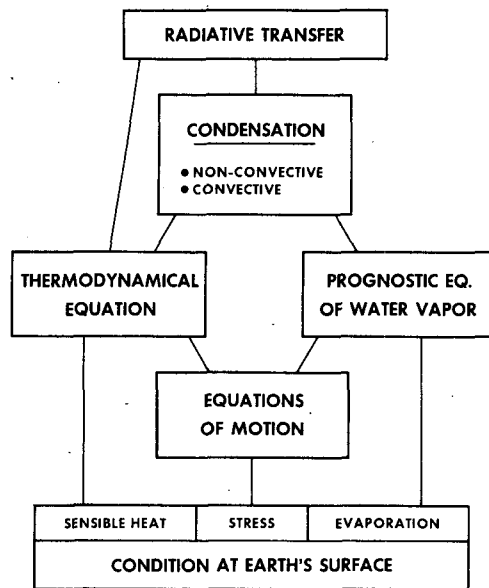 RADIATIVE TRANSFER
CONDENSATION
• NON-CONVECTIVE
• CONVECTIVE
THERMODYNAMICAL
EQUATION
PROGNOSTIC EQ.
OF WATER VAPOR
EQUATIONS
OF MOTION
SENSIBLE HEAT
STRESS
EVAPORATION
CONDITION AT EARTH'S SURFACE